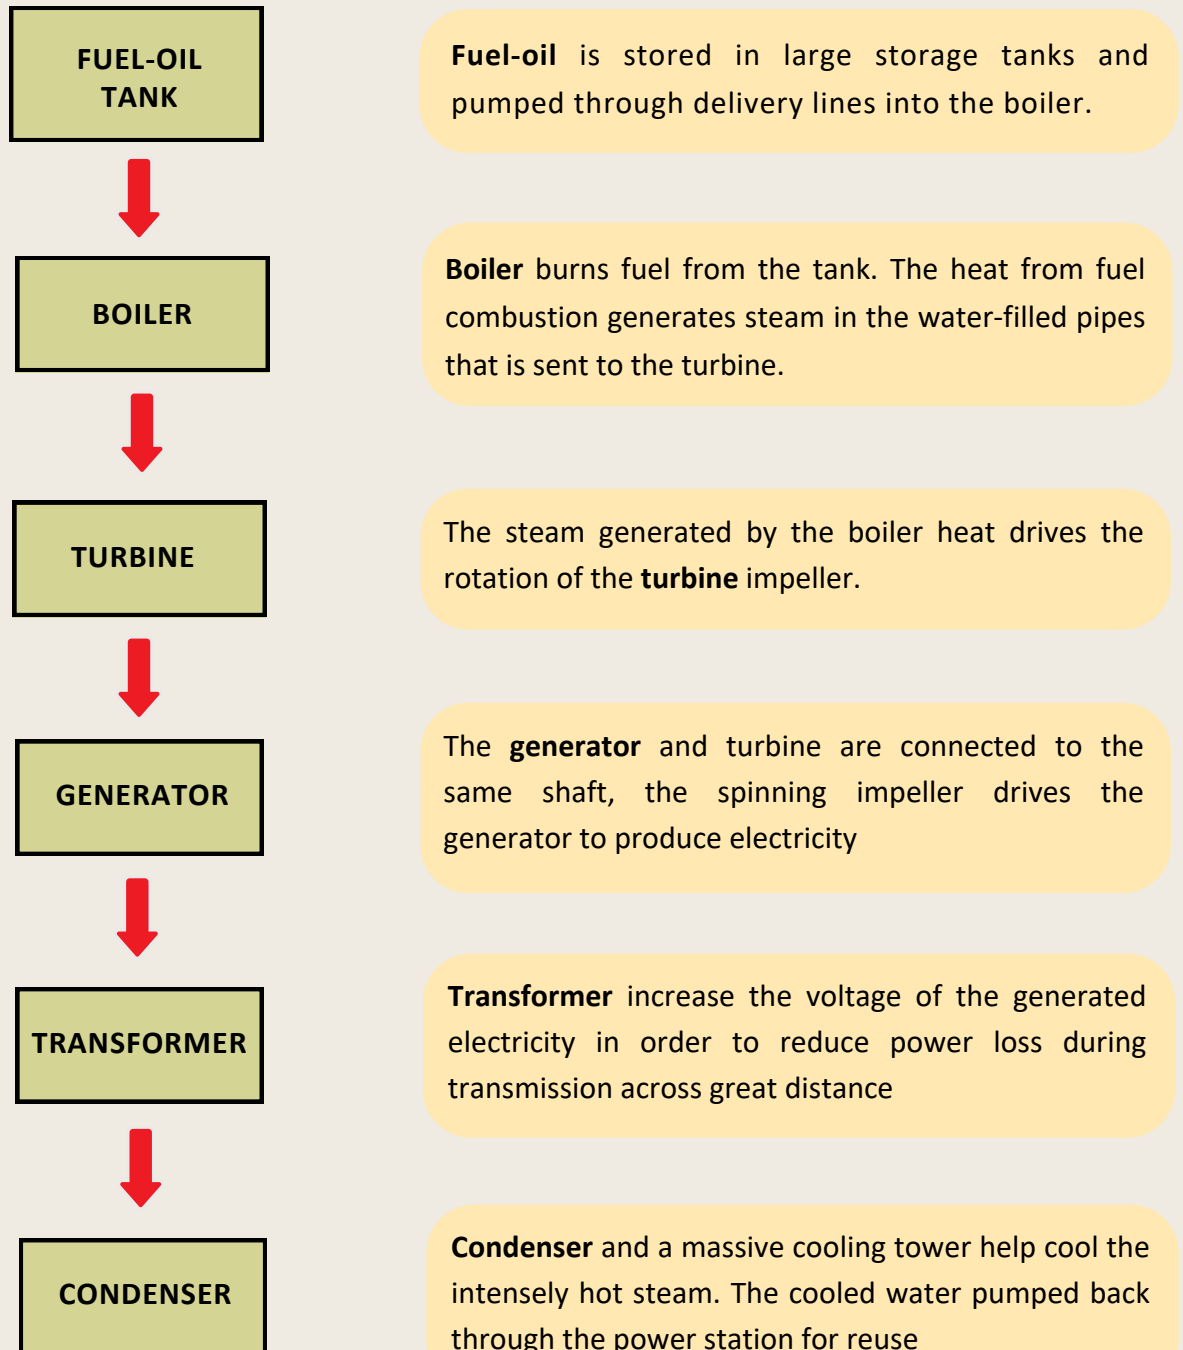 FUEL-OIL
TANK
Fuel-oil is stored in large storage tanks and
pumped through delivery lines into the boiler.
BOILER
Boiler burns fuel from the tank. The heat from fuel
combustion generates steam in the water-filled pipes
that is sent to the turbine.
TURBINE
The steam generated by the boiler heat drives the
rotation of the turbine impeller.
GENERATOR
The generator and turbine are connected to the
same shaft, the spinning impeller drives the
generator to produce electricity
TRANSFORMER
Transformer increase the voltage of the generated
electricity in order to reduce power loss during
transmission across great distance
CONDENSER
Condenser and a massive cooling tower help cool the
intensely hot steam. The cooled water pumped back
through the power station for reuse